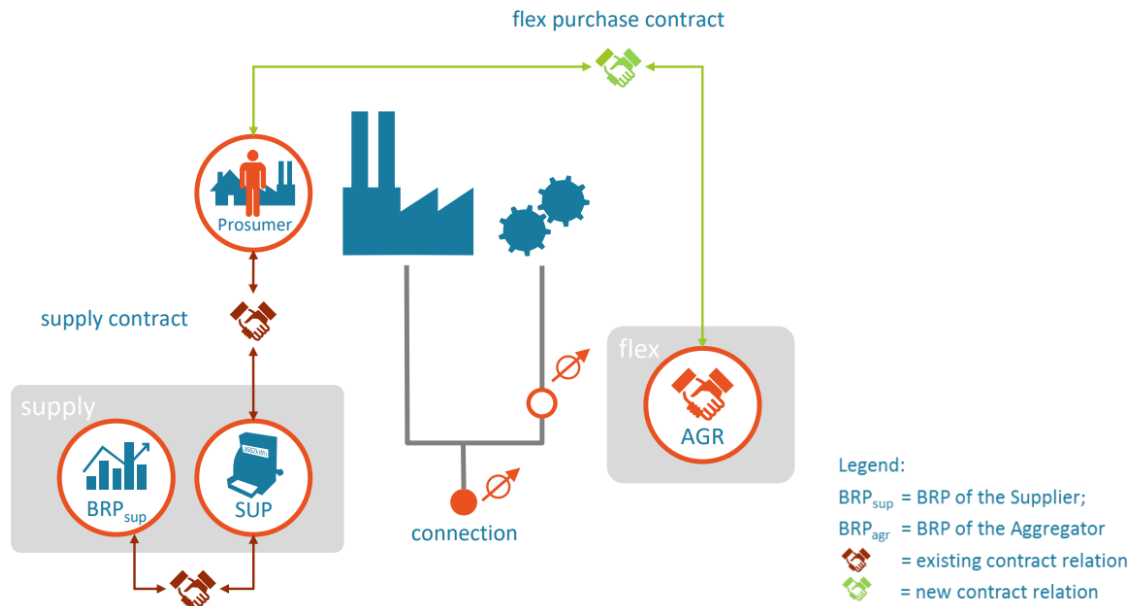 flex purchase contract
Prosumer
supply contract
flex
supply
AGR
BRPsup
SUP
connection
Legend:
BRPsup = BRP of the Supplier;
BRPagr = BRP of the Aggregator
= existing contract relation
= new contract relation